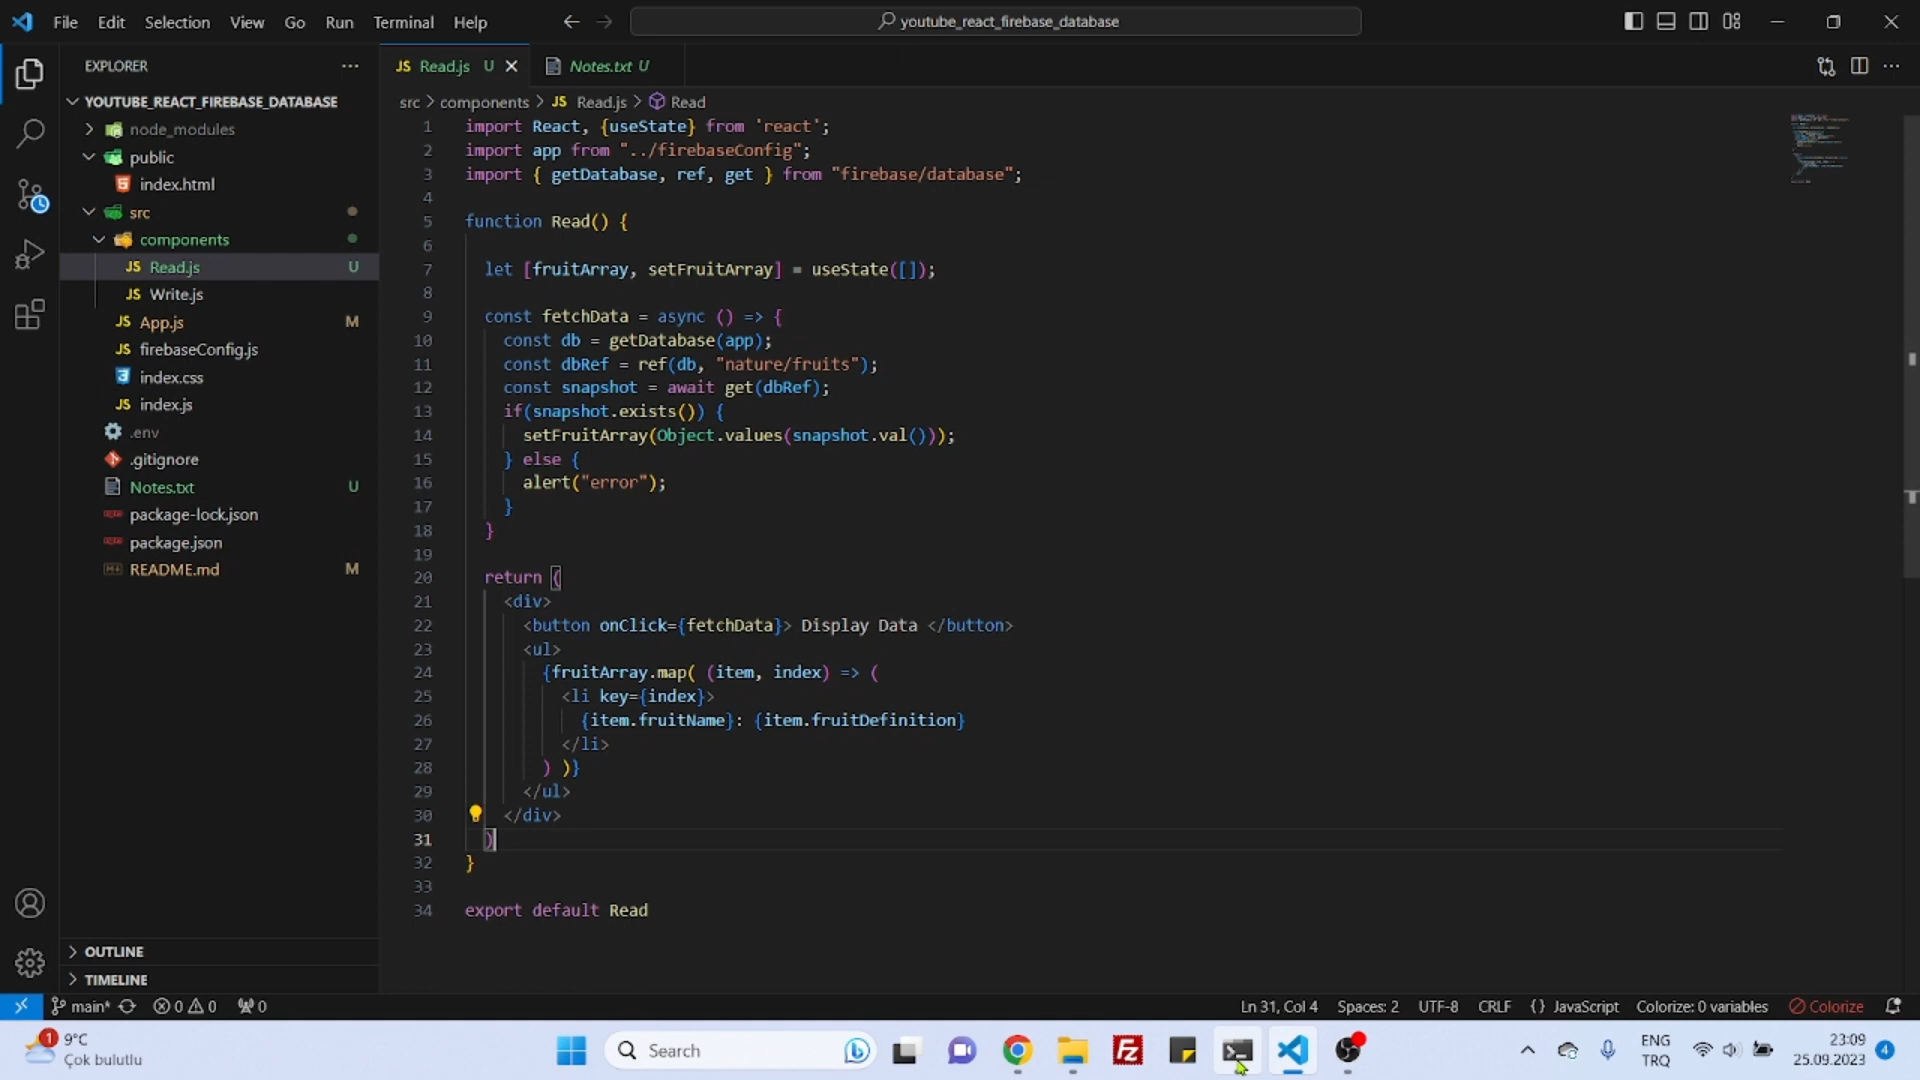 File Edit Selection View Go Run Terminal Help
youtube_react_firebase_database
EXPLORER
YOUTUBE_REACT_FIREBASE_DATABASE
node_modules
public
index.html
src
components
JS Read.js U
JS Write.js
JS App.js M
JS firebaseConfig.js
index.css
JS index.js
.env
.gitignore
Notes.txt U
package-lock.json
package.json
README.md M
OUTLINE
TIMELINE
JS Read.js U
Notes.txt U
src > components > JS Read.js > Read
1 import React, {useState} from 'react';
2 import app from "../firebaseConfig";
3 import { getDatabase, ref, get } from "firebase/database";
4
5 function Read() {
6
7 let [fruitArray, setFruitArray] = useState([]);
8
9 const fetchData = async () => {
10 const db = getDatabase(app);
11 const dbRef = ref(db, "nature/fruits");
12 const snapshot = await get(dbRef);
13 if(snapshot.exists()) {
14 setFruitArray(Object.values(snapshot.val()));
15 } else {
16 alert("error");
17 }
18 }
19
20 return (
21 <div>
22 <button onClick={fetchData}> Display Data </button>
23 <ul>
24 {fruitArray.map( (item, index) => (
25 <li key={index}>
26 {item.fruitName}: {item.fruitDefinition}
27 </li>
28 ) )}
29 </ul>
30 </div>
31 )
32 }
33
34 export default Read
main* 0 0 0
Ln 31, Col 4 Spaces: 2 UTF-8 CRLF {} JavaScript Colorize: 0 variables Colorize
1 9°C
Çok bulutlu
Search
Fz
ENG
TRQ
23:09
25.09.2023
4